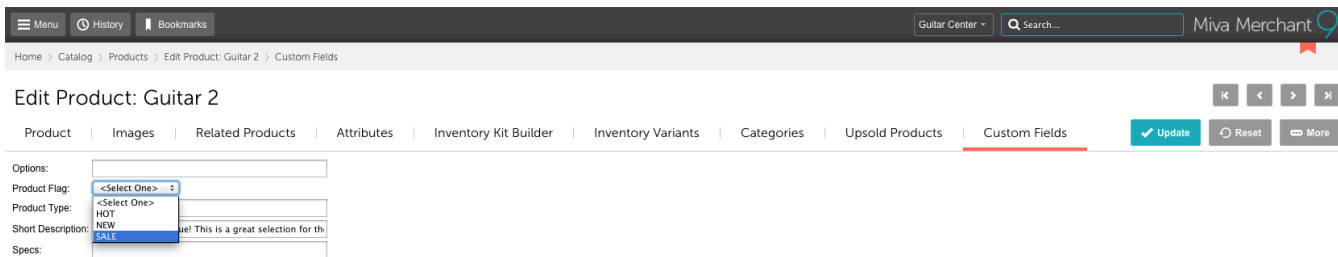 Menu History Bookmarks Guitar Center Search... Miva Merchant 9
Home > Catalog > Products > Edit Product: Guitar 2 > Custom Fields
Edit Product: Guitar 2
Product | Images | Related Products | Attributes | Inventory Kit Builder | Inventory Variants | Categories | Upsold Products | Custom Fields Update Reset More
Options:
Product Flag: <Select One>
<Select One>
Product Type:
HOT
NEW
Short Description: ue! This is a great selection for the
SALE
Specs: